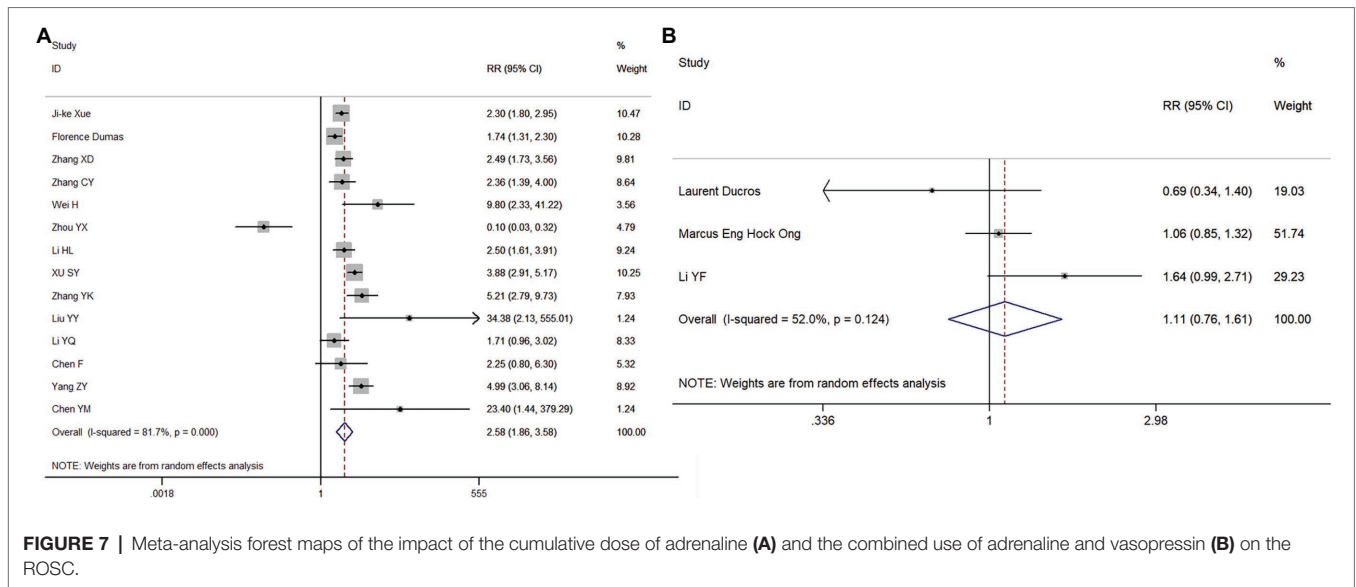 A
Study %
ID RR (95% CI) Weight
Ji-ke Xue 2.30 (1.80, 2.95) 10.47
Florence Dumas 1.74 (1.31, 2.30) 10.28
Zhang XD 2.49 (1.73, 3.56) 9.81
Zhang CY 2.36 (1.39, 4.00) 8.64
Wei H 9.80 (2.33, 41.22) 3.56
Zhou YX 0.10 (0.03, 0.32) 4.79
Li HL 2.50 (1.61, 3.91) 9.24
XU SY 3.88 (2.91, 5.17) 10.25
Zhang YK 5.21 (2.79, 9.73) 7.93
Liu YY 34.38 (2.13, 555.01) 1.24
Li YQ 1.71 (0.96, 3.02) 8.33
Chen F 2.25 (0.80, 6.30) 5.32
Yang ZY 4.99 (3.06, 8.14) 8.92
Chen YM 23.40 (1.44, 379.29) 1.24
Overall (I-squared = 81.7%, p = 0.000) 2.58 (1.86, 3.58) 100.00
NOTE: Weights are from random effects analysis
.0018 1 555
B
Study %
ID RR (95% CI) Weight
Laurent Ducros 0.69 (0.34, 1.40) 19.03
Marcus Eng Hock Ong 1.06 (0.85, 1.32) 51.74
Li YF 1.64 (0.99, 2.71) 29.23
Overall (I-squared = 52.0%, p = 0.124) 1.11 (0.76, 1.61) 100.00
NOTE: Weights are from random effects analysis
.336 1 2.98
FIGURE 7 | Meta-analysis forest maps of the impact of the cumulative dose of adrenaline (A) and the combined use of adrenaline and vasopressin (B) on the
ROSC.